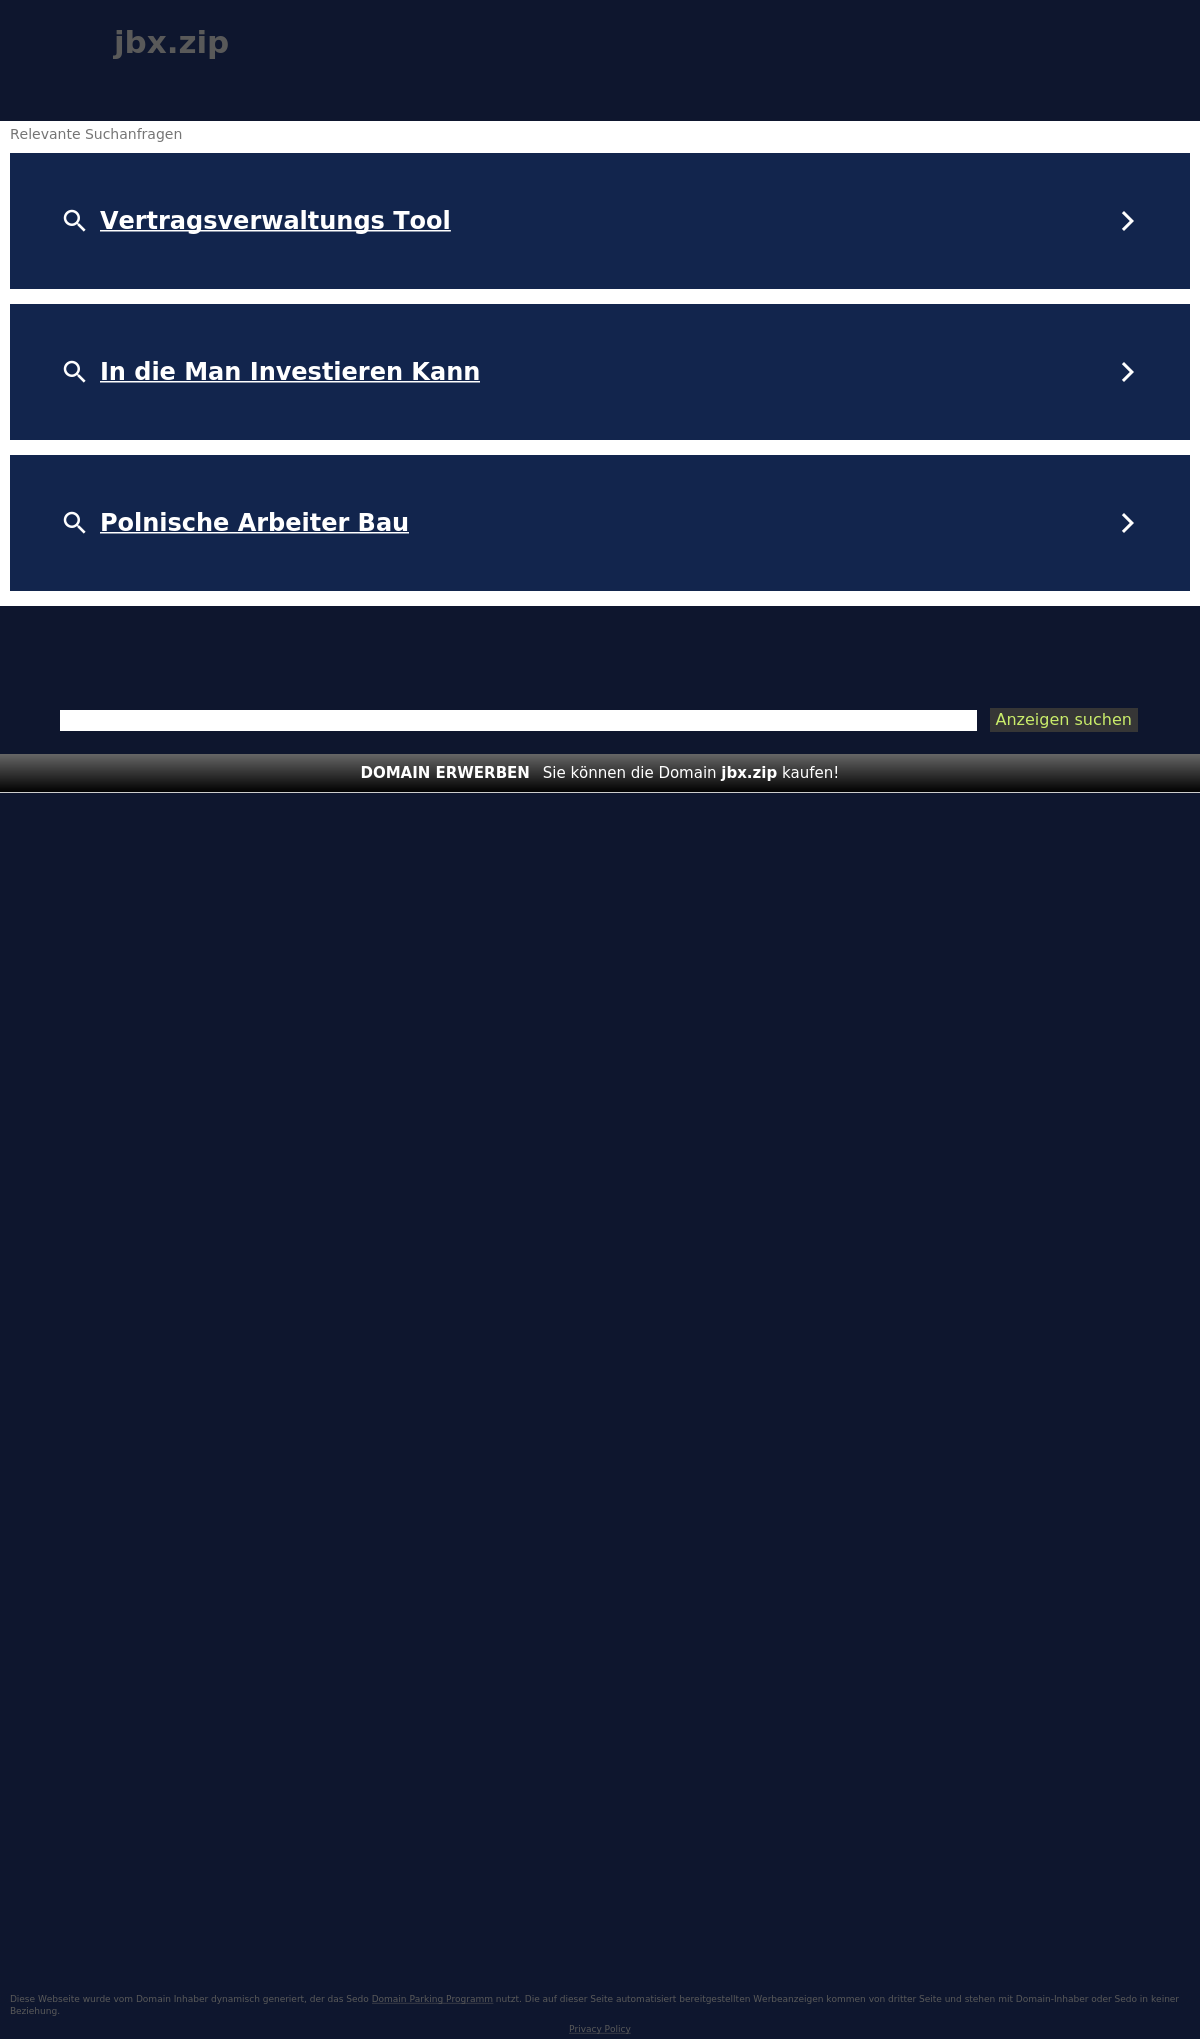 jbx.zip
Relevante Suchanfragen
Vertragsverwaltungs Tool
In die Man Investieren Kann
Polnische Arbeiter Bau
Anzeigen suchen
DOMAIN ERWERBEN Sie können die Domain jbx.zip kaufen!
Diese Webseite wurde vom Domain Inhaber dynamisch generiert, der das Sedo Domain Parking Programm nutzt. Die auf dieser Seite automatisiert bereitgestellten Werbeanzeigen kommen von dritter Seite und stehen mit Domain-Inhaber oder Sedo in keiner
Beziehung.
Privacy Policy